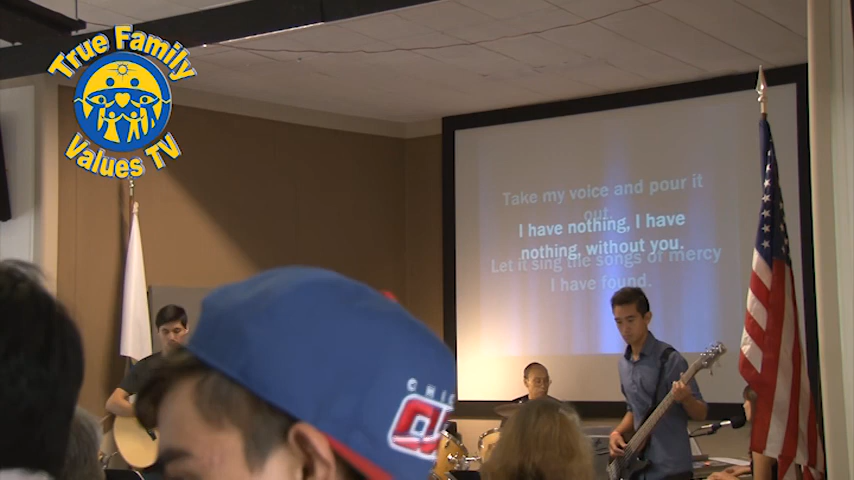 True Family
Values TV
Take my voice and pour it
out.
I have nothing, I have
nothing, without you.
Let it sing the songs of mercy
I have found.
CHIC